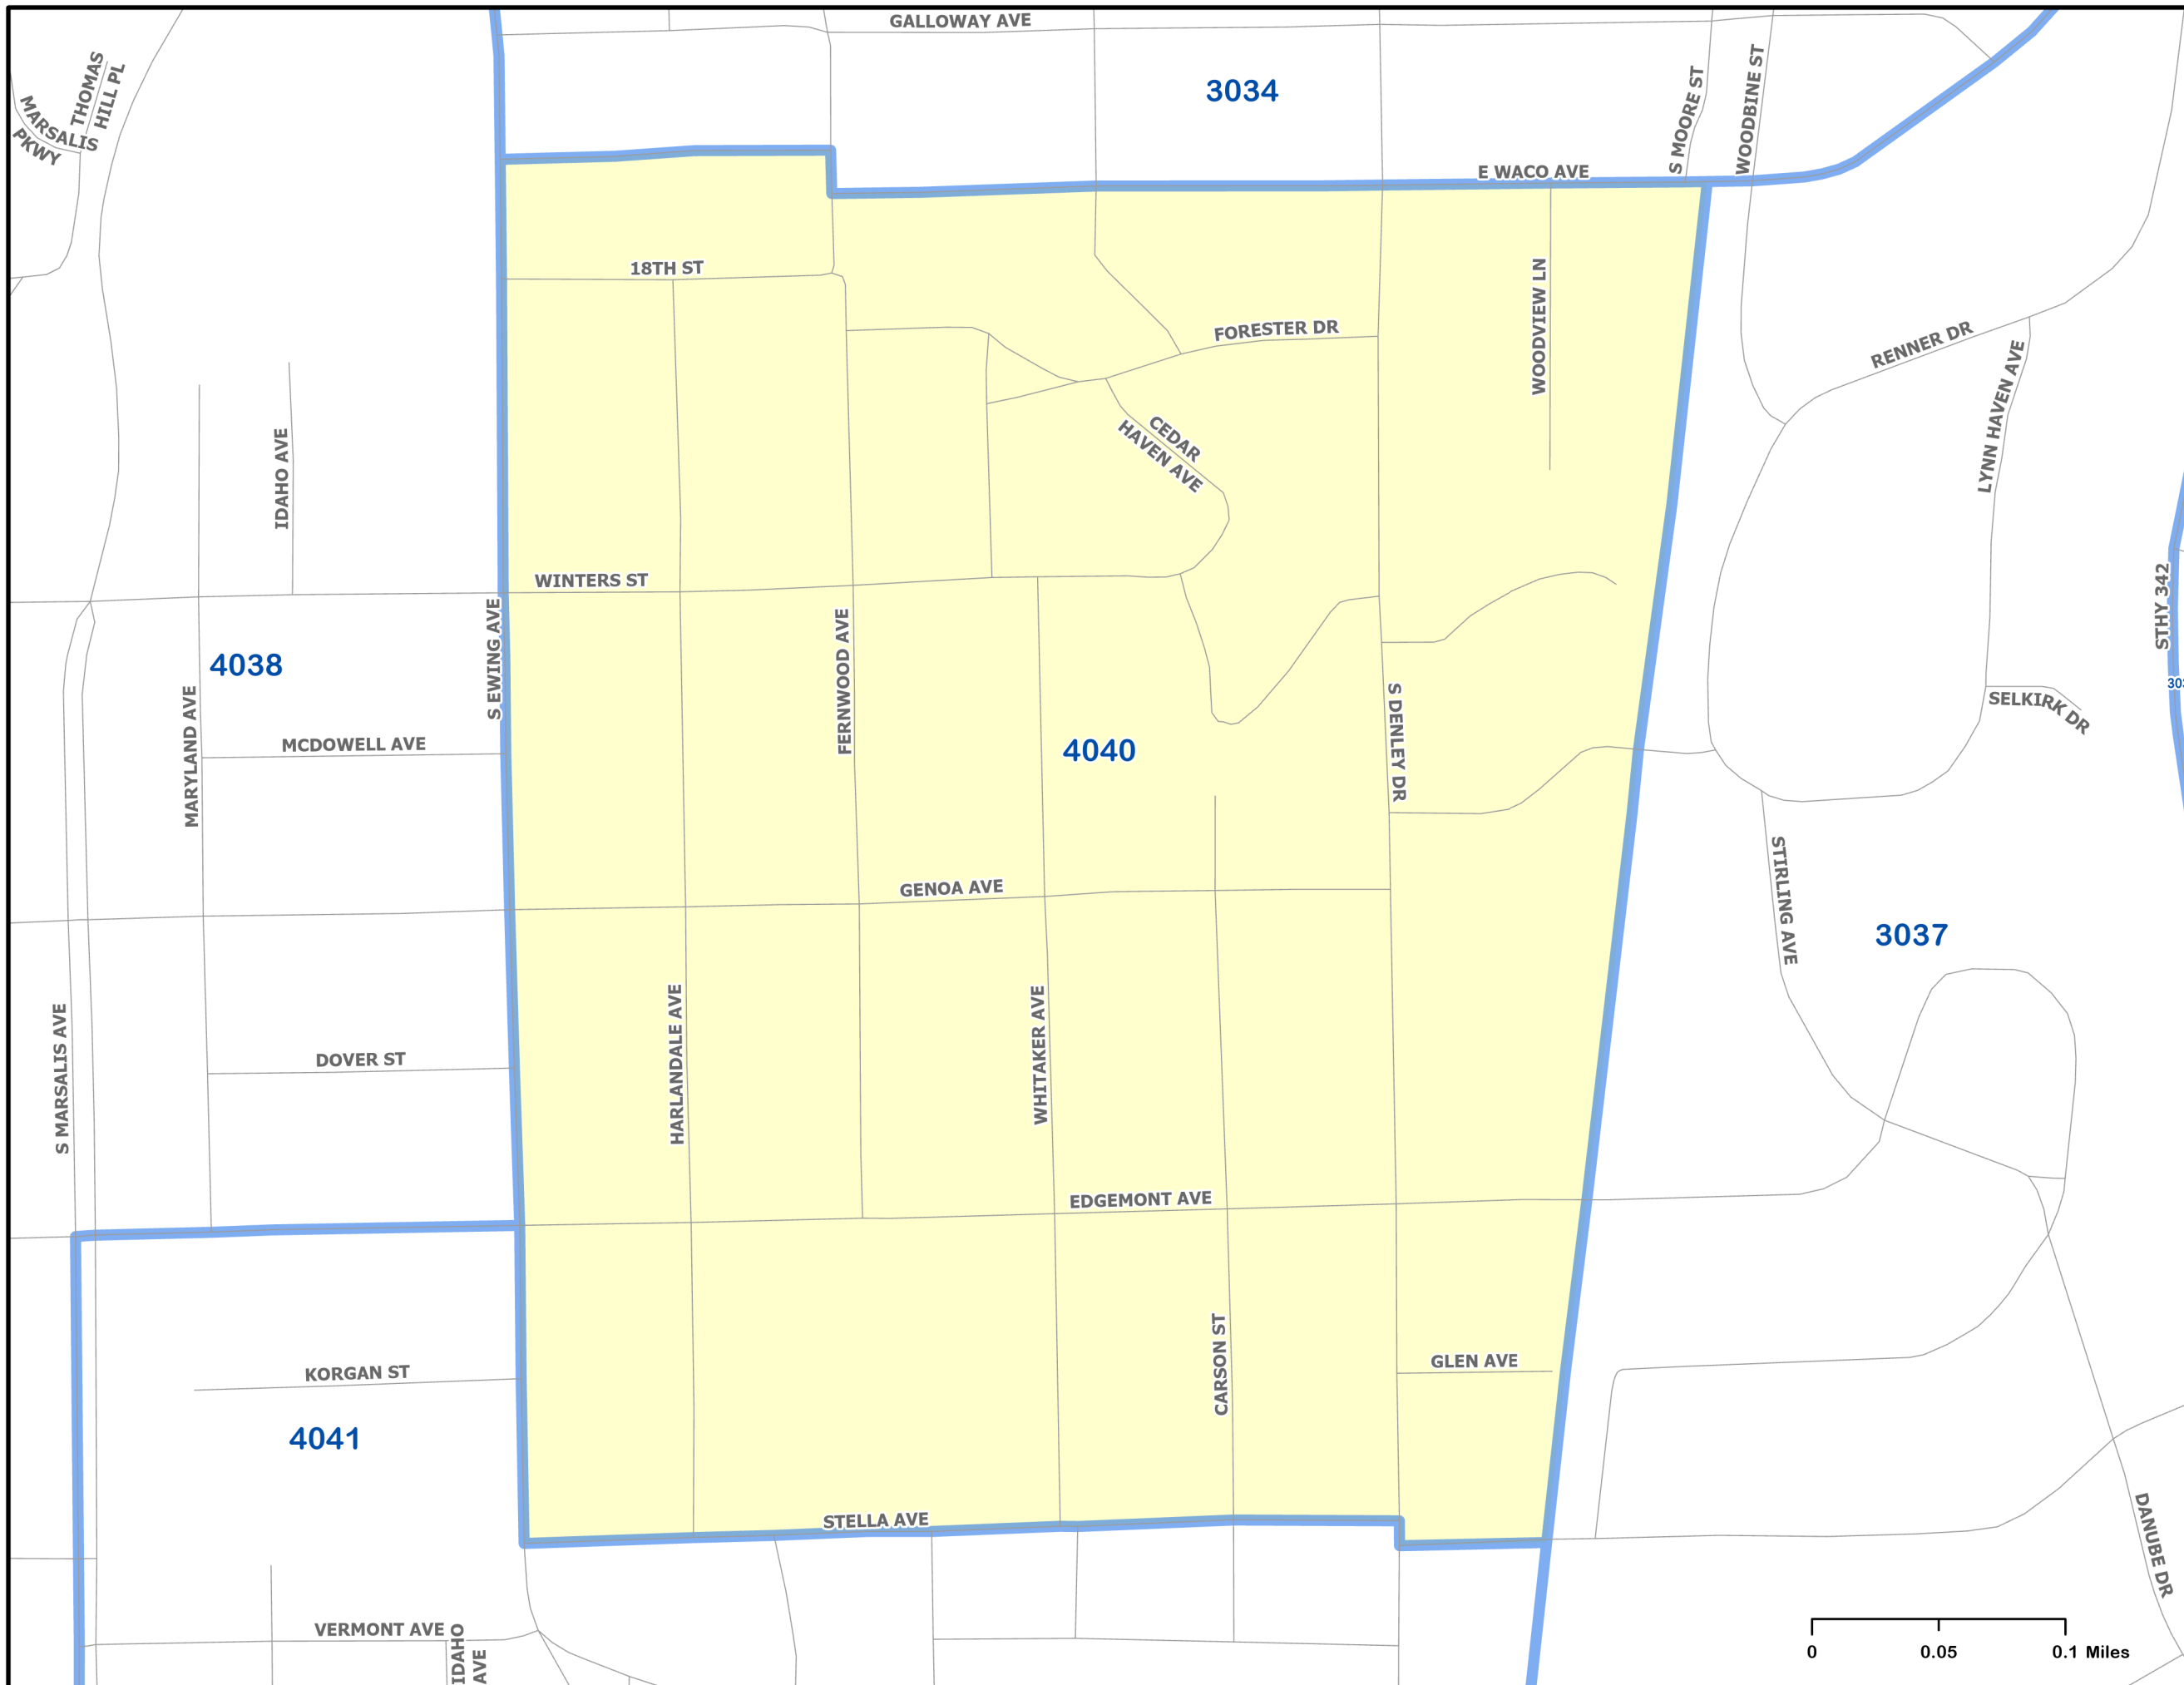 GALLOWAY AVE
3034
THOMAS
HILL PL
MARSALIS
PKWY
S MOORE ST
WOODBINE ST
E WACO AVE
18TH ST
FORESTER DR
WOODVIEW LN
RENNER DR
LYNN HAVEN AVE
CEDAR
HAVEN AVE
IDAHO AVE
WINTERS ST
4038
S EWING AVE
FERNWOOD AVE
STHY 342
303
MARYLAND AVE
MCDOWELL AVE
4040
S DENLEY DR
SELKIRK DR
GENOA AVE
STIRLING AVE
3037
S MARSALIS AVE
DOVER ST
HARLANDALE AVE
WHITAKER AVE
EDGEMONT AVE
KORGAN ST
4041
CARSON ST
GLEN AVE
STELLA AVE
DANUBE DR
VERMONT AVE
IDAHO
AVE
0 0.05 0.1 Miles